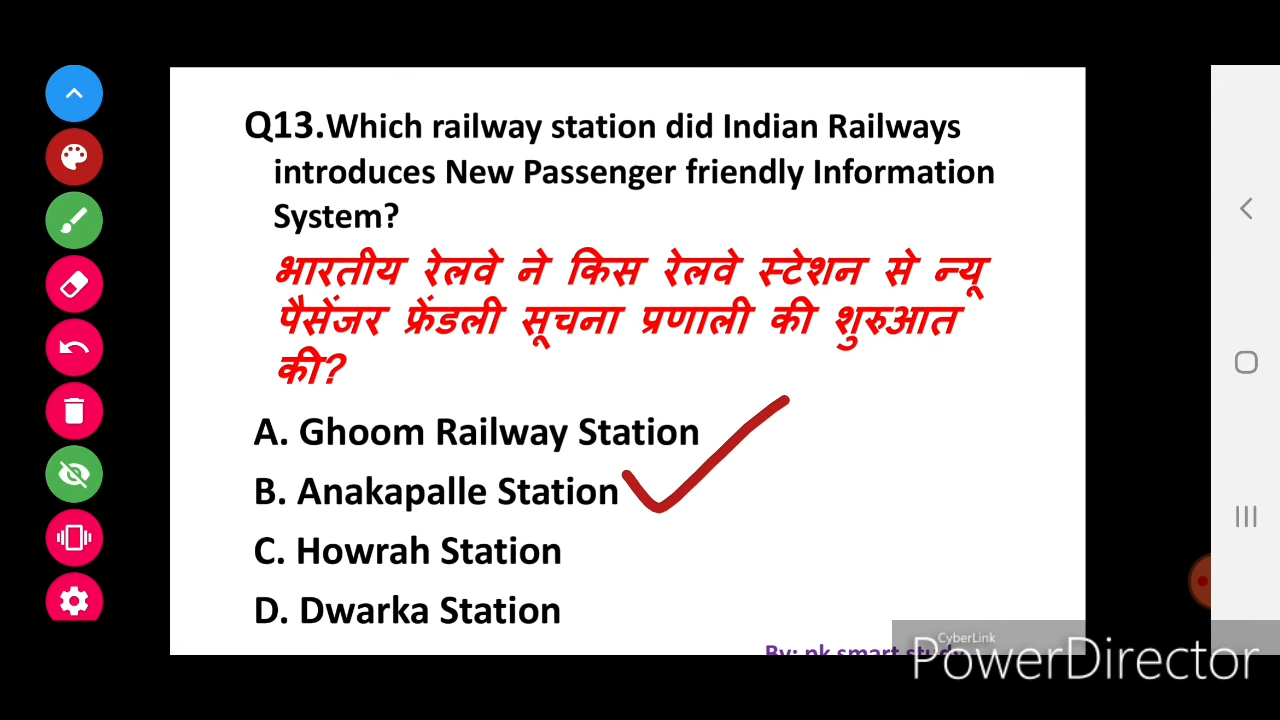 Q13.Which railway station did Indian Railways
introduces New Passenger friendly Information
System?
भारतीय रेलवे ने किस रेलवे स्टेशन से न्यू
पैसेंजर फ्रेंडली सूचना प्रणाली की शुरुआत
की?
A. Ghoom Railway Station
B. Anakapalle Station
C. Howrah Station
D. Dwarka Station
By: pk smart study
CyberLink
PowerDirector